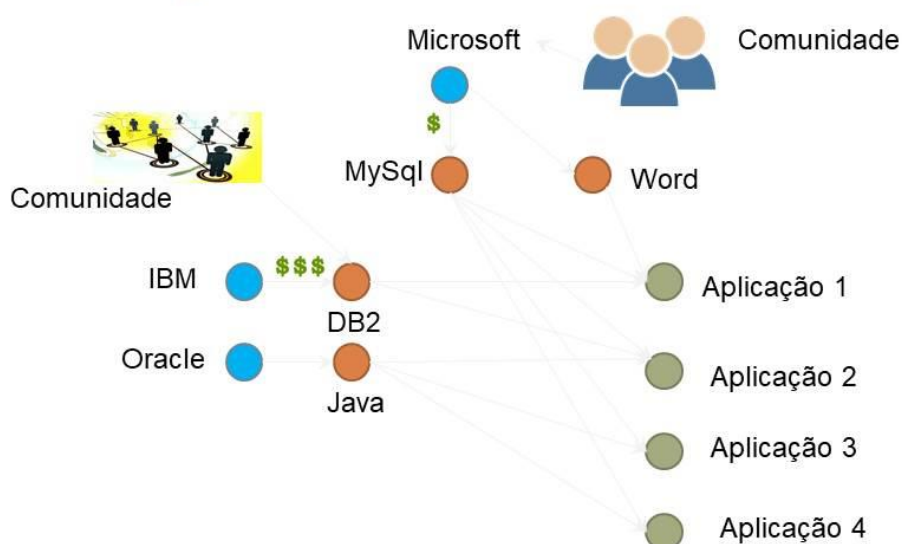 Microsoft
Comunidade
$
MySql
Word
Comunidade
IBM
$$$
Aplicação 1
DB2
Oracle
Aplicação 2
Java
Aplicação 3
Aplicação 4